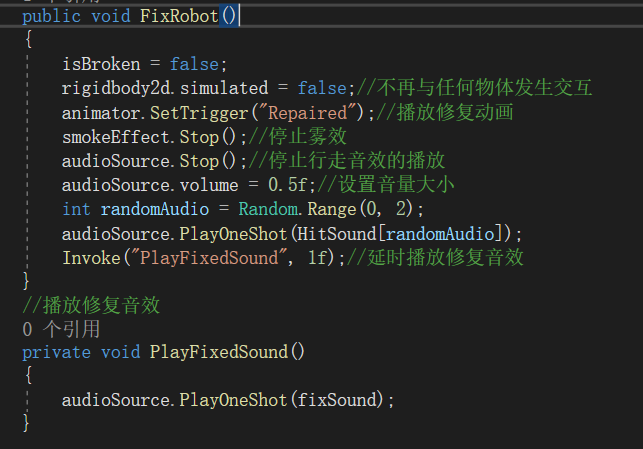 public void FixRobot()
{
isBroken = false;
rigidbody2d.simulated = false;//不再与任何物体发生交互
animator.SetTrigger("Repaired");//播放修复动画
smokeEffect.Stop();//停止雾效
audioSource.Stop();//停止行走音效的播放
audioSource.volume = 0.5f;//设置音量大小
int randomAudio = Random.Range(0, 2);
audioSource.PlayOneShot(HitSound[randomAudio]);
Invoke("PlayFixedSound", 1f);//延时播放修复音效
}
//播放修复音效
0 个引用
private void PlayFixedSound()
{
audioSource.PlayOneShot(fixSound);
}